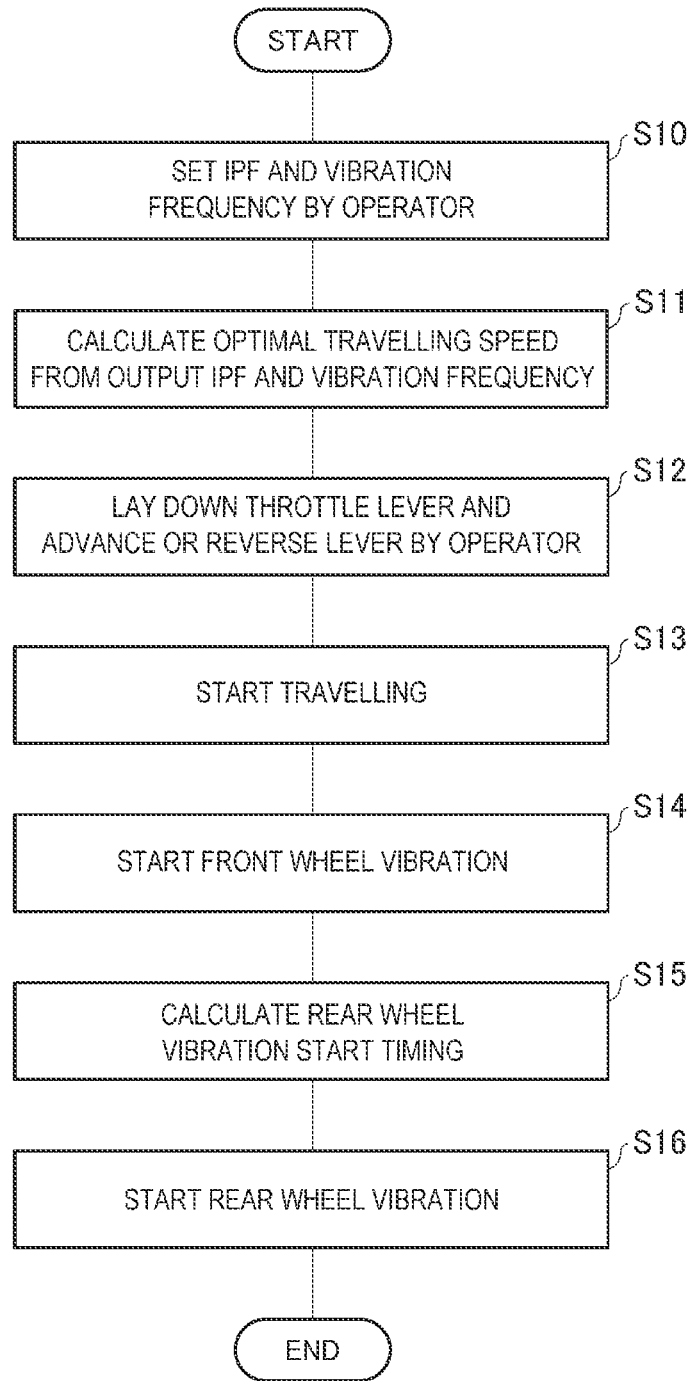 START
S10
SET IPF AND VIBRATION
FREQUENCY BY OPERATOR
S11
CALCULATE OPTIMAL TRAVELLING SPEED
FROM OUTPUT IPF AND VIBRATION FREQUENCY
S12
LAY DOWN THROTTLE LEVER AND
ADVANCE OR REVERSE LEVER BY OPERATOR
S13
START TRAVELLING
S14
START FRONT WHEEL VIBRATION
S15
CALCULATE REAR WHEEL
VIBRATION START TIMING
S16
START REAR WHEEL VIBRATION
END